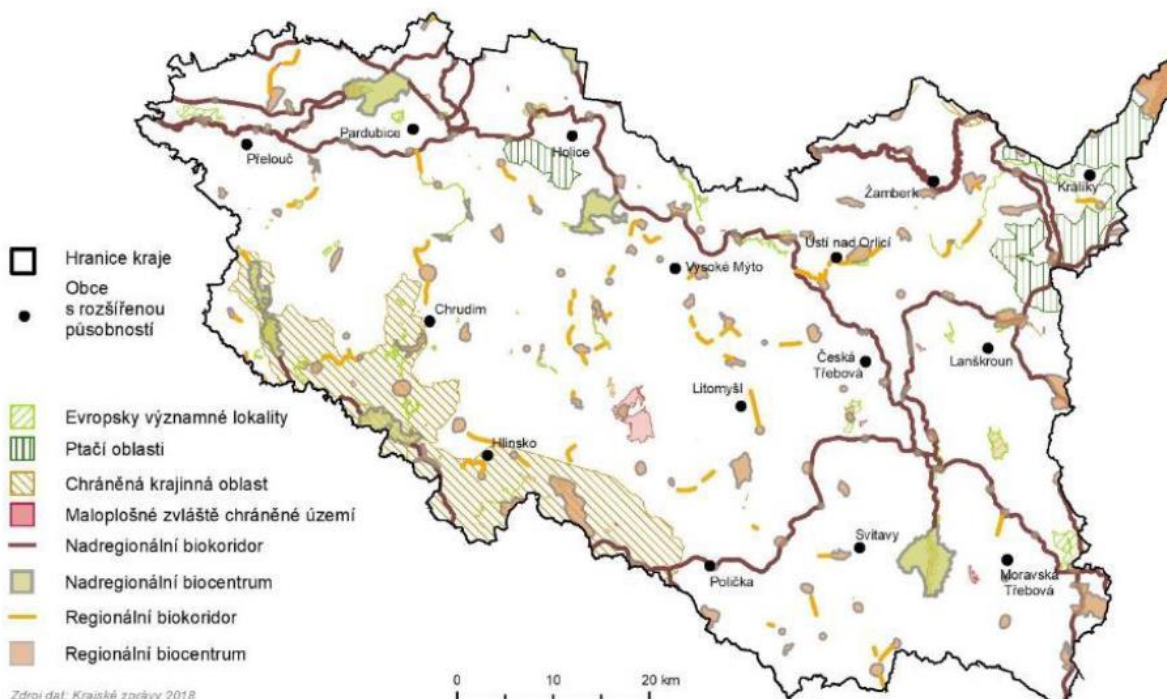 Pardubice
Přelouč
Holice
Žamberk
Králíky
Ústí nad Orlicí
Vysoké Mýto
Chrudim
Česká
Třebová
Lanškroun
Litomyšl
Hlinsko
Svitavy
Polička
Moravská
Třebová
Hranice kraje
Obce
s rozšířenou
působností
Evropsky významné lokality
Ptačí oblasti
Chráněná krajinná oblast
Maloplošné zvláště chráněné území
Nadregionální biokoridor
Nadregionální biocentrum
Regionální biokoridor
Regionální biocentrum
Zdroj dat: Krajské zprávy 2018
0 20 km